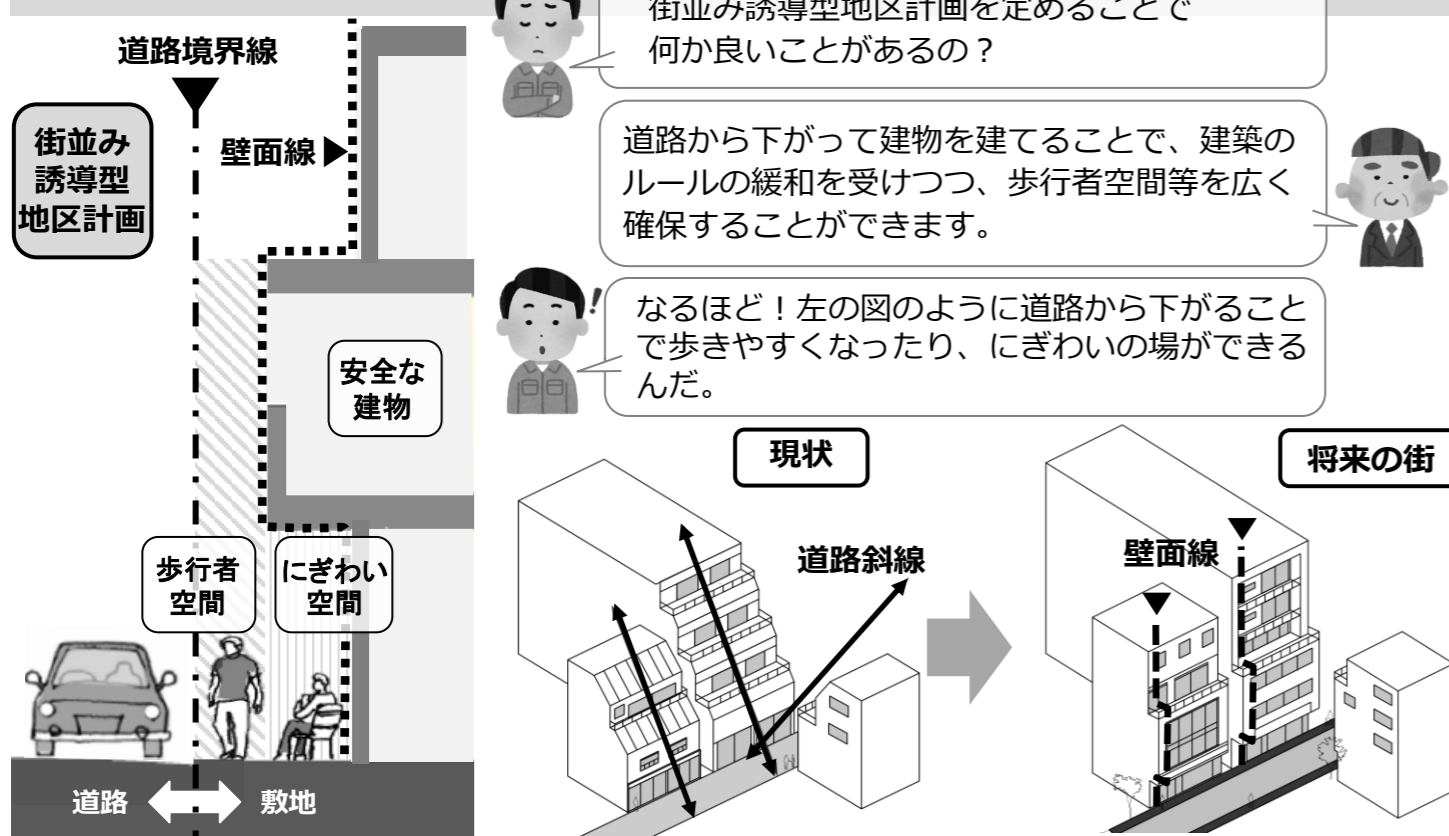 街並み誘導型地区計画を定めることで
何か良いことがあるの？
道路境界線
街並み
誘導型
地区計画
壁面線
道路から下がって建物を建てることで、建築の
ルールの緩和を受けつつ、歩行者空間等を広く
確保することができます。
なるほど！左の図のように道路から下がること
で歩きやすくなったり、にぎわいの場ができる
んだ。
安全な
建物
歩行者
空間
にぎわい
空間
道路
敷地
現状
道路斜線
将来の街
壁面線